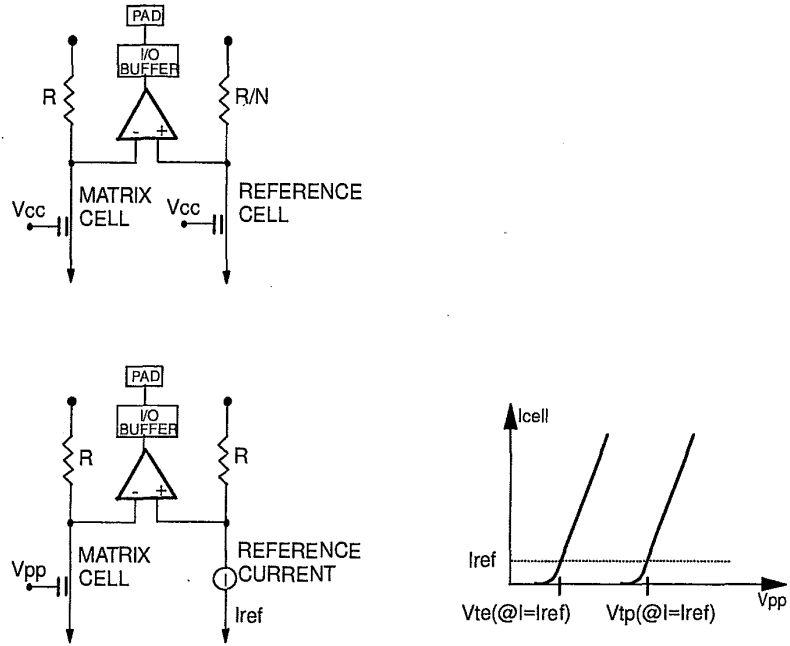 PAD
I/O
BUFFER
R
R/N
- +
MATRIX
CELL
REFERENCE
CELL
Vcc
Vcc
PAD
I/O
BUFFER
R
R
- +
MATRIX
CELL
REFERENCE
CURRENT
Vpp
Iref
Icell
Iref
Vpp
Vte(@I=Iref)
Vtp(@I=Iref)